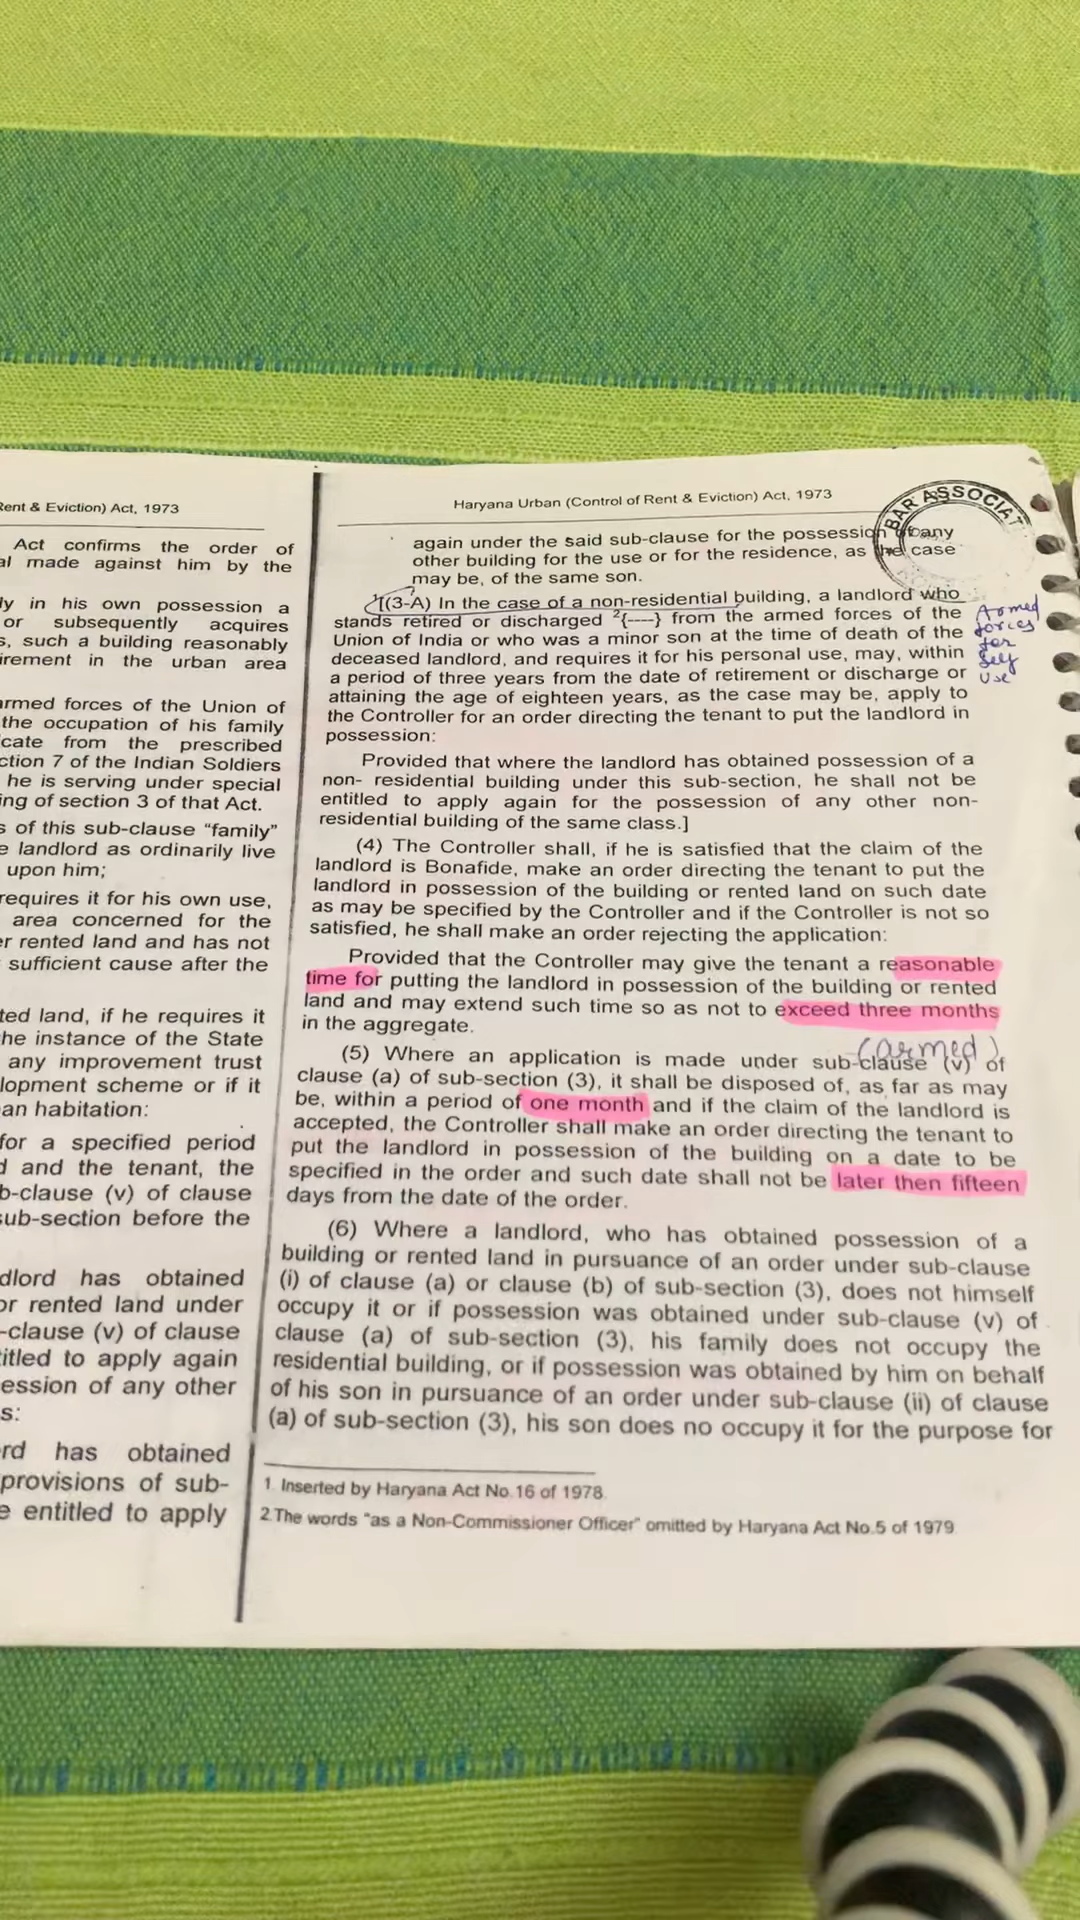 Rent & Eviction) Act, 1973
Act confirms the order of
made against him by the
in his own possession a
or subsequently acquires
such a building reasonably
in the urban area
armed forces of the Union of
the occupation of his family
from the prescribed
7 of the Indian Soldiers
he is serving under special
of section 3 of that Act.
of this sub-clause “family”
landlord as ordinarily live
upon him;
requires it for his own use,
area concerned for the
rented land and has not
sufficient cause after the
land, if he requires it
instance of the State
any improvement trust
scheme or if it
habitation:
for a specified period
and the tenant, the
(v) of clause
sub-section before the
has obtained
or rented land under
-clause (v) of clause
to apply again
of any other
has obtained
provisions of sub-
entitled to apply
Haryana Urban (Control of Rent & Eviction) Act, 1973
BAR ASSOCIAT
again under the said sub-clause for the possession of any
other building for the use or for the residence, as the case
may be, of the same son.
1[(3-A) In the case of a non-residential building, a landlord who
stands retired or discharged 2{----} from the armed forces of the
Union of India or who was a minor son at the time of death of the
deceased landlord, and requires it for his personal use, may, within
a period of three years from the date of retirement or discharge or
attaining the age of eighteen years, as the case may be, apply to
the Controller for an order directing the tenant to put the landlord in
possession:
Armed
forces
for
self
use
Provided that where the landlord has obtained possession of a
non- residential building under this sub-section, he shall not be
entitled to apply again for the possession of any other non-
residential building of the same class.]
(4) The Controller shall, if he is satisfied that the claim of the
landlord is Bonafide, make an order directing the tenant to put the
landlord in possession of the building or rented land on such date
as may be specified by the Controller and if the Controller is not so
satisfied, he shall make an order rejecting the application:
Provided that the Controller may give the tenant a reasonable
time for putting the landlord in possession of the building or rented
land and may extend such time so as not to exceed three months
in the aggregate.
(armed)
(5) Where an application is made under sub-clause (v) of
clause (a) of sub-section (3), it shall be disposed of, as far as may
be, within a period of one month and if the claim of the landlord is
accepted, the Controller shall make an order directing the tenant to
put the landlord in possession of the building on a date to be
specified in the order and such date shall not be later then fifteen
days from the date of the order.
(6) Where a landlord, who has obtained possession of a
building or rented land in pursuance of an order under sub-clause
(i) of clause (a) or clause (b) of sub-section (3), does not himself
occupy it or if possession was obtained under sub-clause (v) of
clause (a) of sub-section (3), his family does not occupy the
residential building, or if possession was obtained by him on behalf
of his son in pursuance of an order under sub-clause (ii) of clause
(a) of sub-section (3), his son does no occupy it for the purpose for
1. Inserted by Haryana Act No.16 of 1978.
2.The words “as a Non-Commissioner Officer” omitted by Haryana Act No.5 of 1979